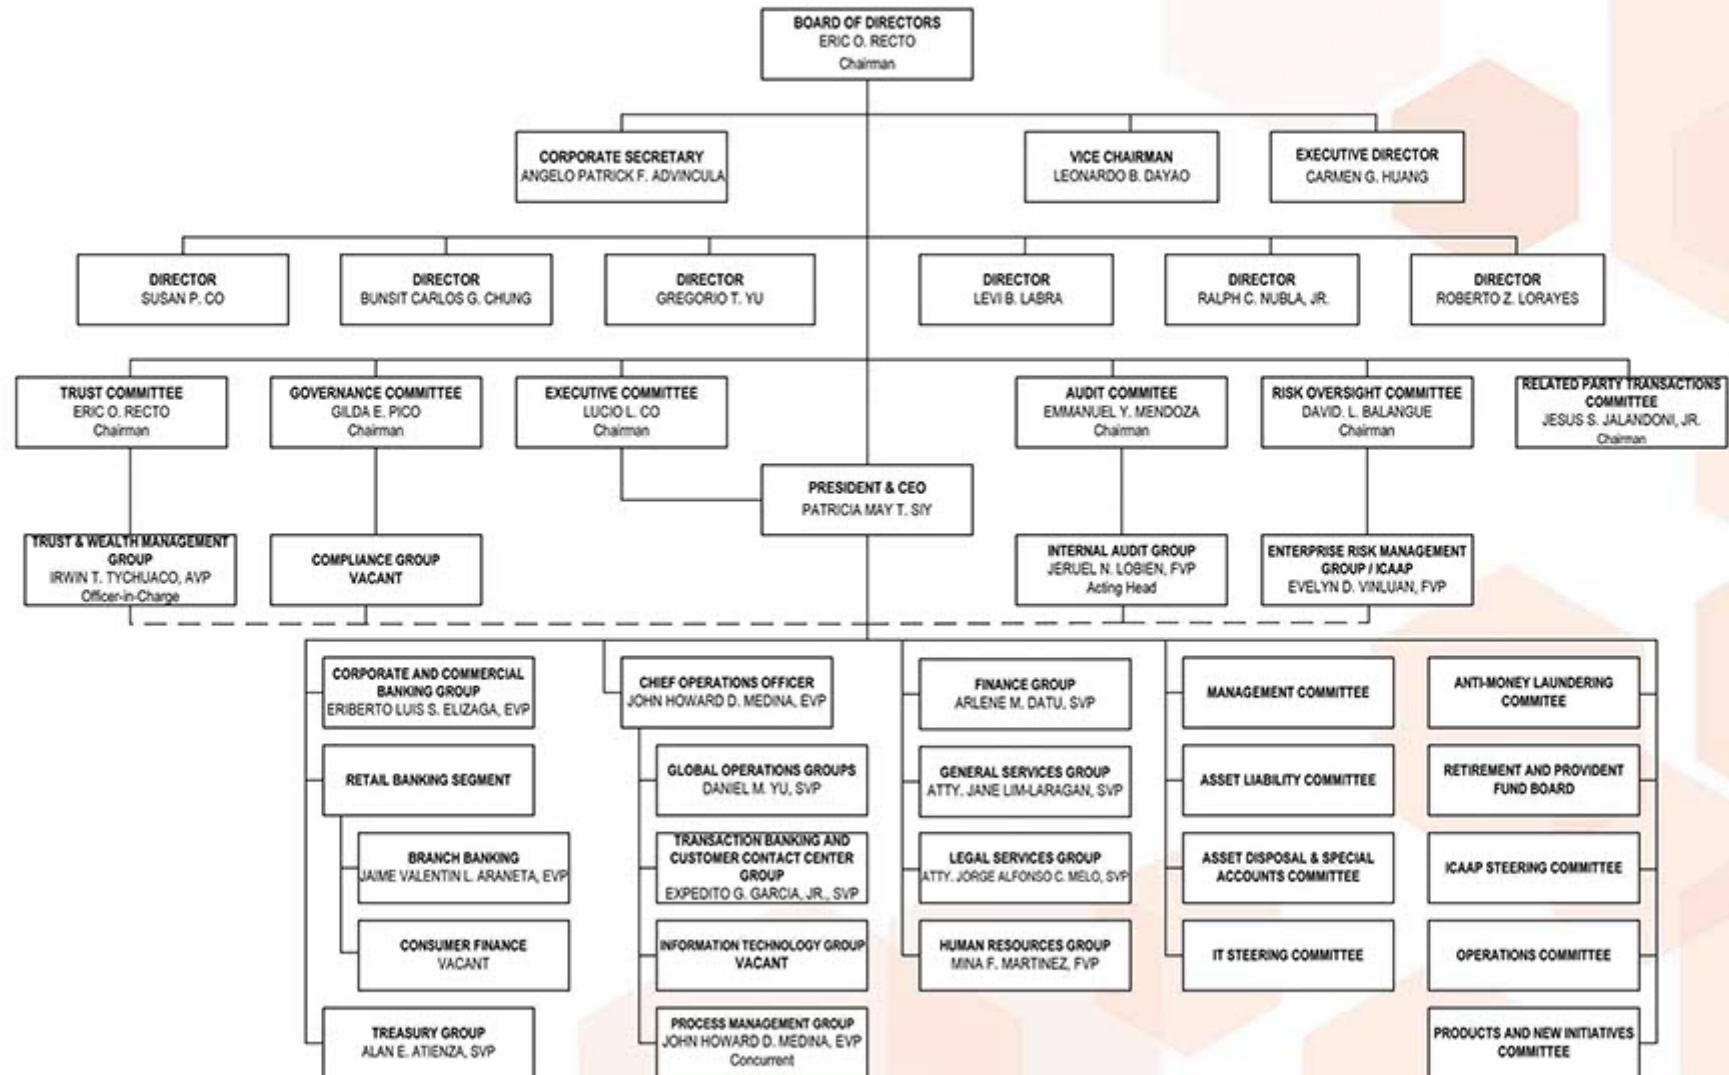 BOARD OF DIRECTORS
ERIC O. RECTO
Chairman
CORPORATE SECRETARY
ANGELO PATRICK F. ADVINCULA
VICE CHAIRMAN
LEONARDO B. DAYAO
EXECUTIVE DIRECTOR
CARMEN G. HUANG
DIRECTOR
SUSAN P. CO
DIRECTOR
BUNSIT CARLOS G. CHUNG
DIRECTOR
GREGORIO T. YU
DIRECTOR
LEVI B. LABRA
DIRECTOR
RALPH C. NUBLA, JR.
DIRECTOR
ROBERTO Z. LORAYES
TRUST COMMITTEE
ERIC O. RECTO
Chairman
GOVERNANCE COMMITTEE
GILDA E. PICO
Chairman
EXECUTIVE COMMITTEE
LUCIO L. CO
Chairman
AUDIT COMMITEE
EMMANUEL Y. MENDOZA
Chairman
RISK OVERSIGHT COMMITTEE
DAVID. L. BALANGUE
Chairman
RELATED PARTY TRANSACTIONS
COMMITTEE
JESUS S. JALANDONI, JR.
Chairman
PRESIDENT & CEO
PATRICIA MAY T. SIY
TRUST & WEALTH MANAGEMENT
GROUP
IRWIN T. TYCHUACO, AVP
Officer-in-Charge
COMPLIANCE GROUP
VACANT
INTERNAL AUDIT GROUP
JERUEL N. LOBIEN, FVP
Acting Head
ENTERPRISE RISK MANAGEMENT
GROUP / ICAAP
EVELYN D. VINLUAN, FVP
CORPORATE AND COMMERCIAL
BANKING GROUP
ERIBERTO LUIS S. ELIZAGA, EVP
RETAIL BANKING SEGMENT
BRANCH BANKING
JAIME VALENTIN L. ARANETA, EVP
CONSUMER FINANCE
VACANT
TREASURY GROUP
ALAN E. ATIENZA, SVP
CHIEF OPERATIONS OFFICER
JOHN HOWARD D. MEDINA, EVP
GLOBAL OPERATIONS GROUPS
DANIEL M. YU, SVP
TRANSACTION BANKING AND
CUSTOMER CONTACT CENTER
GROUP
EXPEDITO G. GARCIA, JR., SVP
INFORMATION TECHNOLOGY GROUP
VACANT
PROCESS MANAGEMENT GROUP
JOHN HOWARD D. MEDINA, EVP
Concurrent
FINANCE GROUP
ARLENE M. DATU, SVP
GENERAL SERVICES GROUP
ATTY. JANE LIM-LARAGAN, SVP
LEGAL SERVICES GROUP
ATTY. JORGE ALFONSO C. MELO, SVP
HUMAN RESOURCES GROUP
MINA F. MARTINEZ, FVP
MANAGEMENT COMMITTEE
ASSET LIABILITY COMMITTEE
ASSET DISPOSAL & SPECIAL
ACCOUNTS COMMITTEE
IT STEERING COMMITTEE
ANTI-MONEY LAUNDERING
COMMITEE
RETIREMENT AND PROVIDENT
FUND BOARD
ICAAP STEERING COMMITTEE
OPERATIONS COMMITTEE
PRODUCTS AND NEW INITIATIVES
COMMITTEE